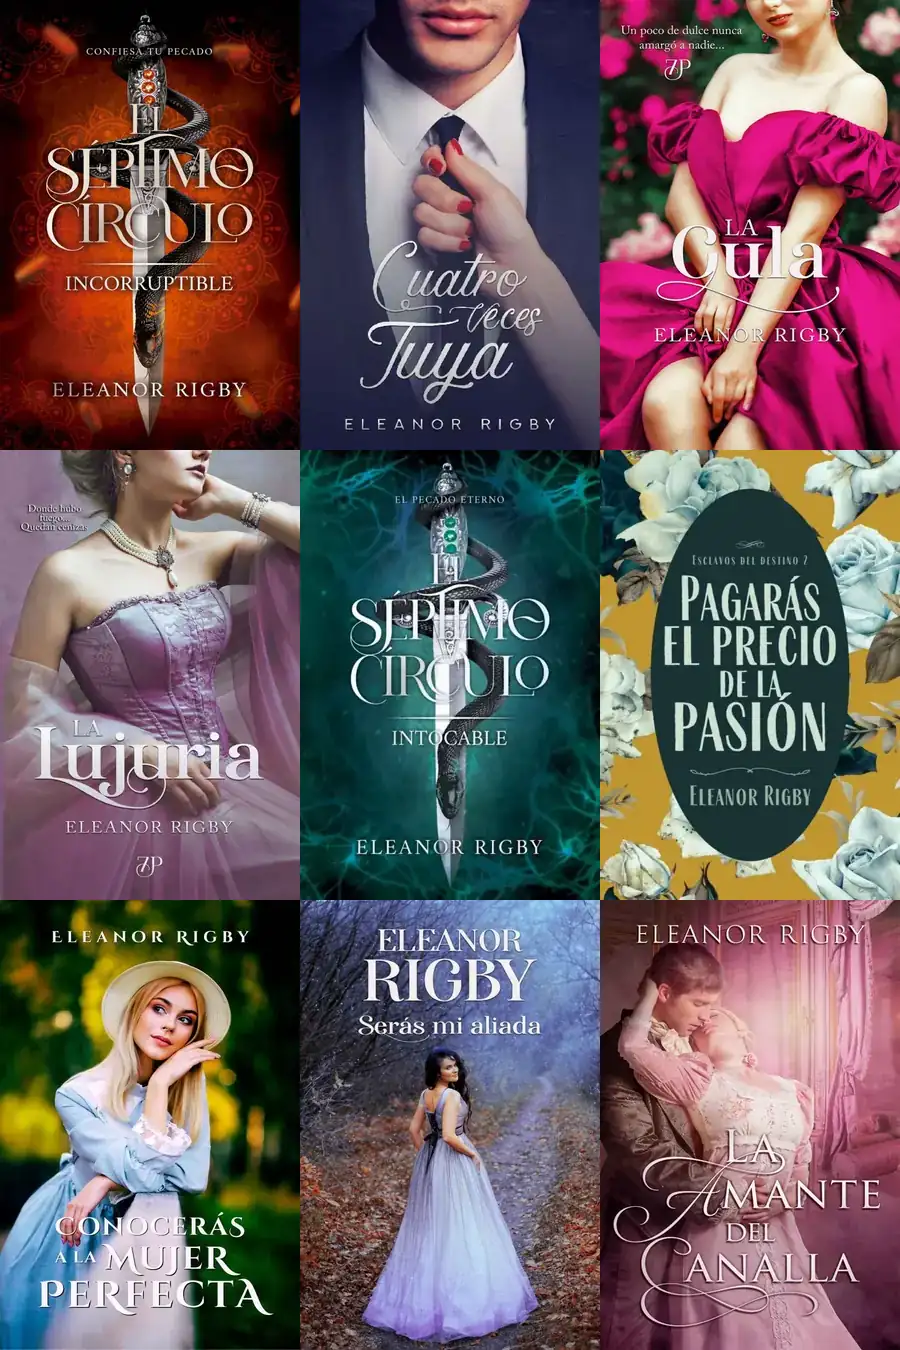 CONFIESA TU PECADO
EL
SÉPTIMO
CÍRCULO
INCORRUPTIBLE
ELEANOR RIGBY
Cuatro
veces
Tuya
ELEANOR RIGBY
Un poco de dulce nunca
amargó a nadie...
7P
LA
Gula
ELEANOR RIGBY
Donde hubo
fuego...
Quedan cenizas
LA
Lujuria
ELEANOR RIGBY
7P
EL PECADO ETERNO
EL
SÉPTIMO
CÍRCULO
INTOCABLE
ELEANOR RIGBY
ESCLAVOS DEL DESTINO 2
PAGARÁS
EL PRECIO
DE LA
PASIÓN
ELEANOR RIGBY
ELEANOR RIGBY
CONOCERÁS
A LA MUJER
PERFECTA
ELEANOR
RIGBY
Serás mi aliada
ELEANOR RIGBY
LA
AMANTE
DEL
CANALLA